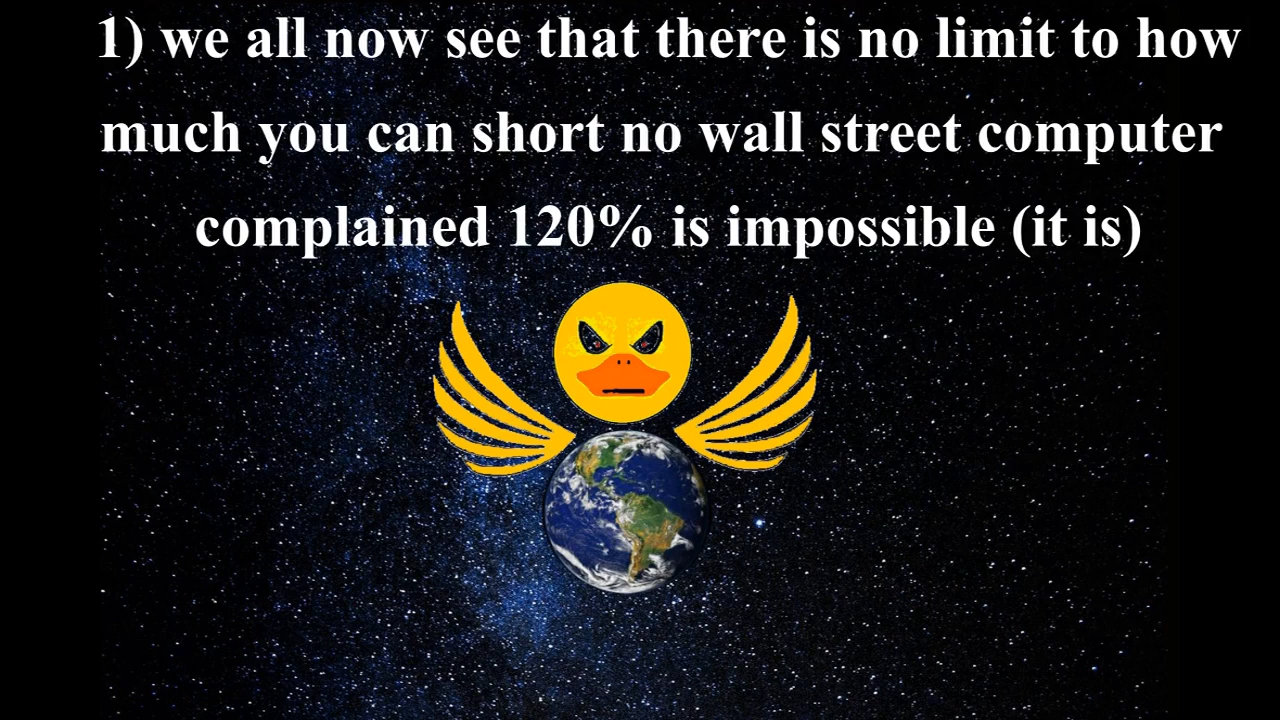 1) we all now see that there is no limit to how
much you can short no wall street computer
complained 120% is impossible (it is)